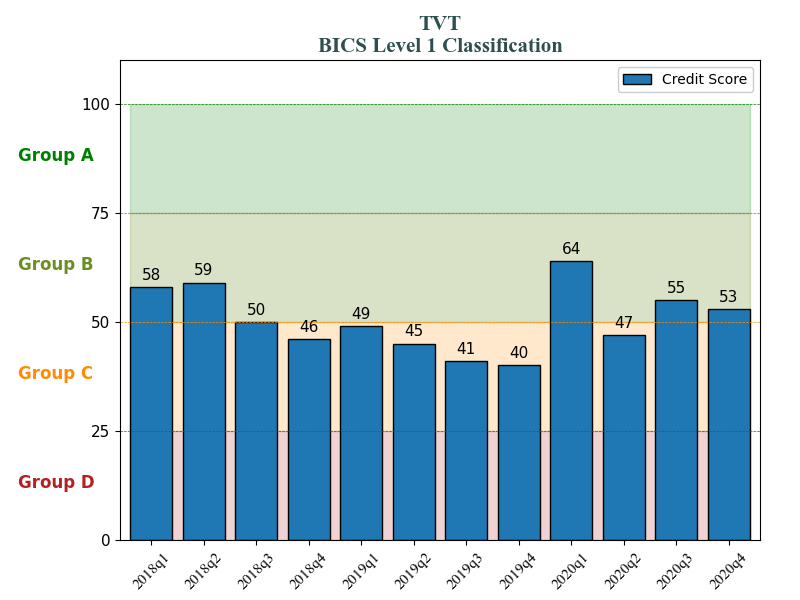 TVT
BICS Level 1 Classification
Credit Score
100
Group A
75
Group B
50
Group C
25
Group D
0
58
59
50
46
49
45
41
40
64
47
55
53
2018q1
2018q2
2018q3
2018q4
2019q1
2019q2
2019q3
2019q4
2020q1
2020q2
2020q3
2020q4